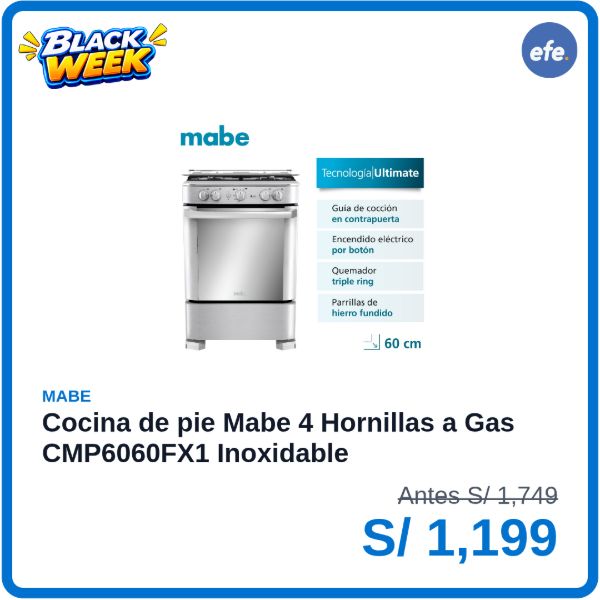 BLACK
WEEK
efe.
mabe
Tecnología|Ultimate
Guía de cocción
en contrapuerta
Encendido eléctrico
por botón
Quemador
triple ring
Parrillas de
hierro fundido
60 cm
MABE
Cocina de pie Mabe 4 Hornillas a Gas
CMP6060FX1 Inoxidable
Antes S/ 1,749
S/ 1,199